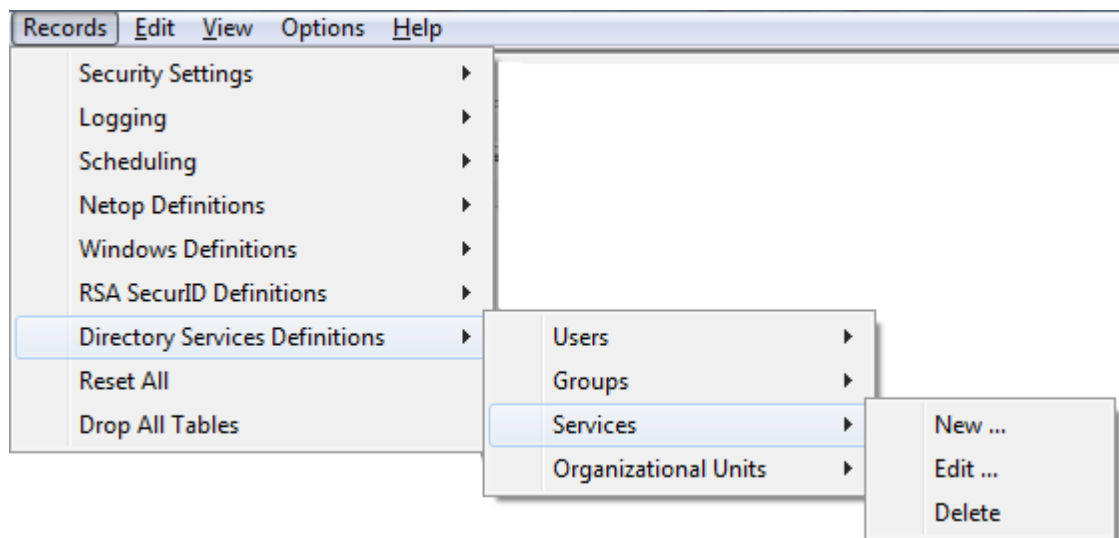 Records Edit View Options Help
Security Settings
Logging
Scheduling
Netop Definitions
Windows Definitions
RSA SecurID Definitions
Directory Services Definitions
Reset All
Drop All Tables
Users
Groups
Services
Organizational Units
New ...
Edit ...
Delete